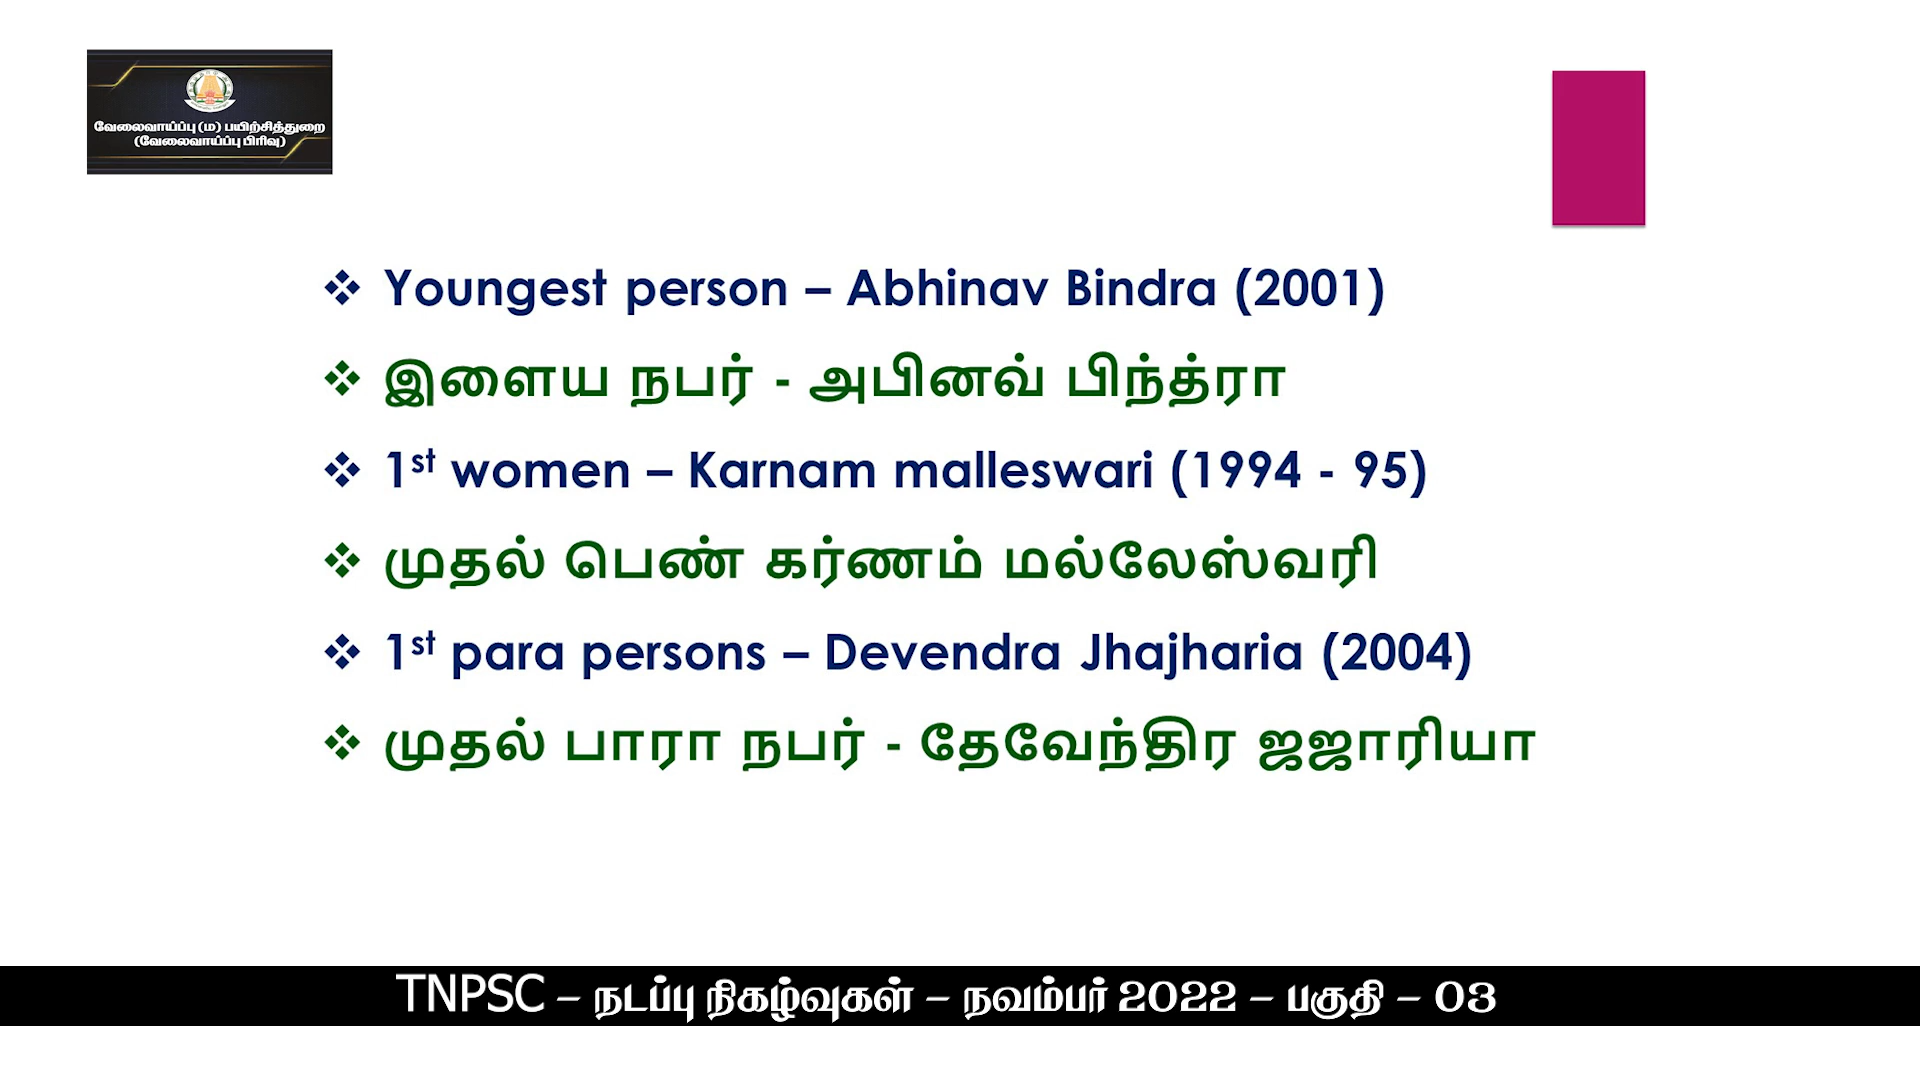 வேலைவாய்ப்பு (ம) பயிற்சித்துறை
(வேலைவாய்ப்பு பிரிவு)
❖ Youngest person – Abhinav Bindra (2001)
❖ இளைய நபர் - அபினவ் பிந்த்ரா
❖ 1st women – Karnam malleswari (1994 - 95)
❖ முதல் பெண் கர்ணம் மல்லேஸ்வரி
❖ 1st para persons – Devendra Jhajharia (2004)
❖ முதல் பாரா நபர் - தேவேந்திர ஜஜாரியா
TNPSC – நடப்பு நிகழ்வுகள் – நவம்பர் 2022 – பகுதி – 03